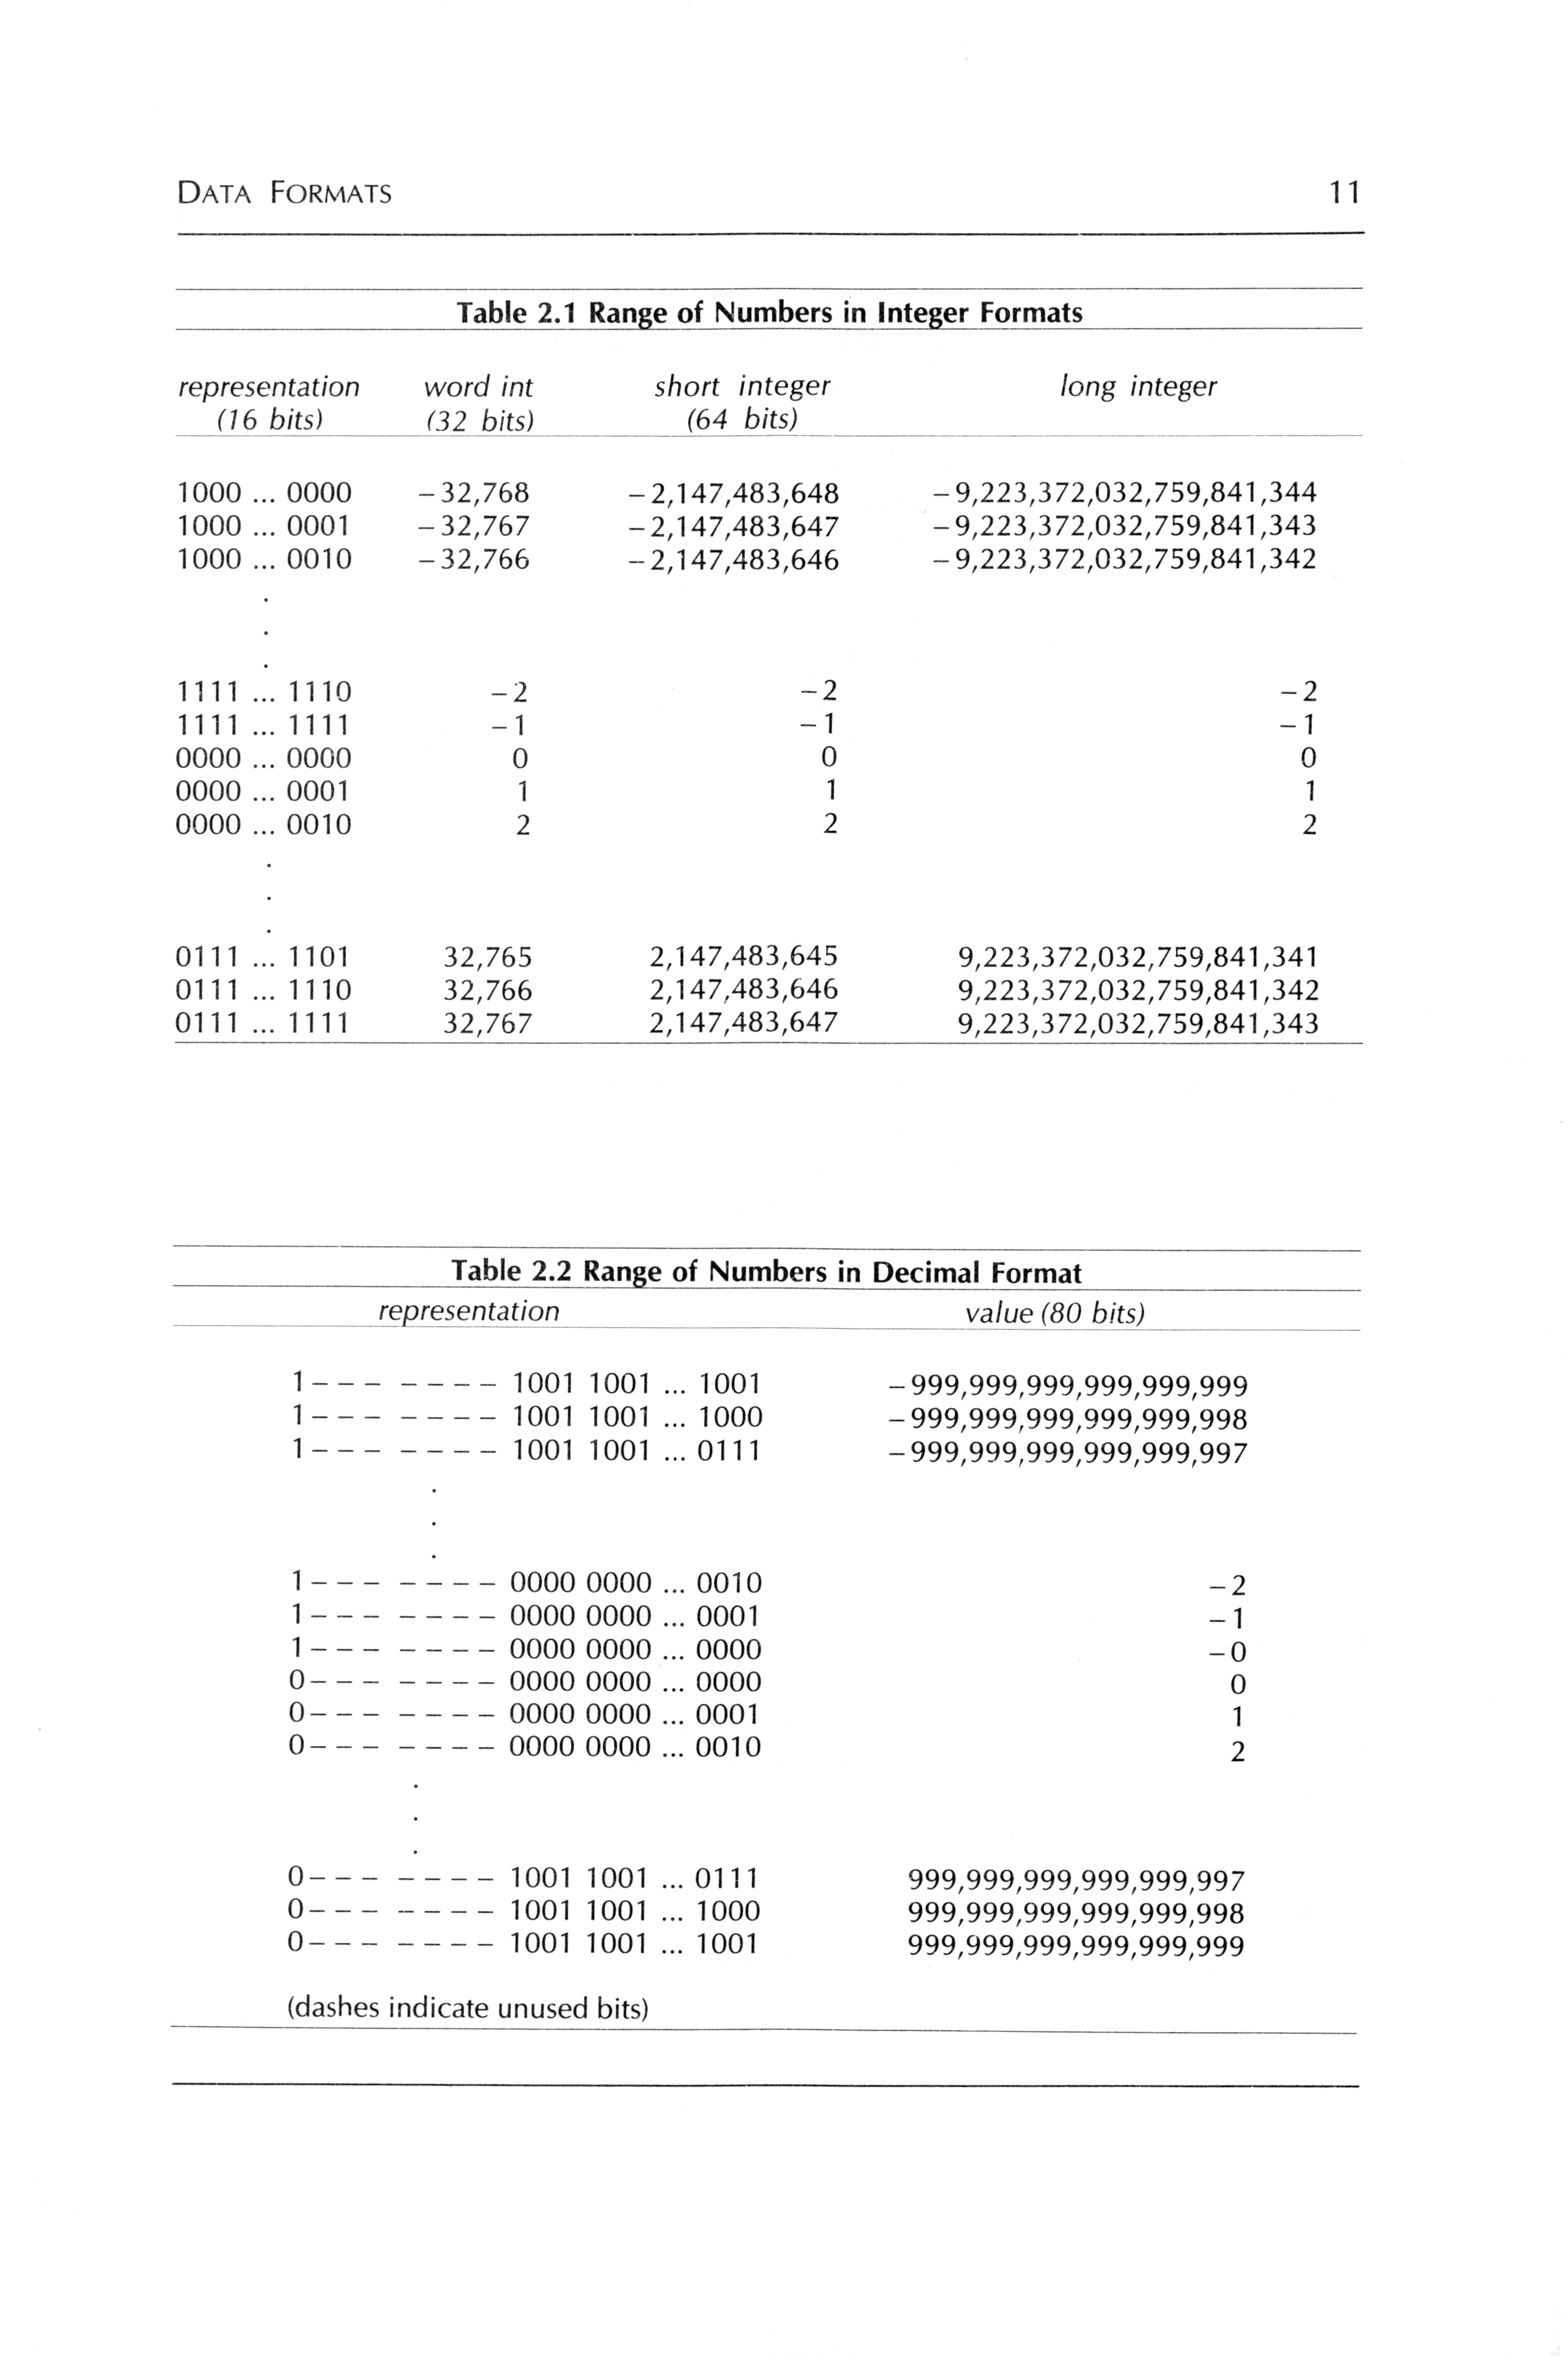 DATA FORMATS 11
Table 2.1 Range of Numbers in Integer Formats
representation word int short integer long integer
(16 bits) (32 bits) (64 bits)
1000 ... 0000 −32,768 −2,147,483,648 −9,223,372,032,759,841,344
1000 ... 0001 −32,767 −2,147,483,647 −9,223,372,032,759,841,343
1000 ... 0010 −32,766 −2,147,483,646 −9,223,372,032,759,841,342
.
.
.
1111 ... 1110 −2 −2 −2
1111 ... 1111 −1 −1 −1
0000 ... 0000 0 0 0
0000 ... 0001 1 1 1
0000 ... 0010 2 2 2
.
.
.
0111 ... 1101 32,765 2,147,483,645 9,223,372,032,759,841,341
0111 ... 1110 32,766 2,147,483,646 9,223,372,032,759,841,342
0111 ... 1111 32,767 2,147,483,647 9,223,372,032,759,841,343
Table 2.2 Range of Numbers in Decimal Format
representation value (80 bits)
1– – – – – – – 1001 1001 ... 1001 −999,999,999,999,999,999
1– – – – – – – 1001 1001 ... 1000 −999,999,999,999,999,998
1– – – – – – – 1001 1001 ... 0111 −999,999,999,999,999,997
.
.
.
1– – – – – – – 0000 0000 ... 0010 −2
1– – – – – – – 0000 0000 ... 0001 −1
1– – – – – – – 0000 0000 ... 0000 −0
0– – – – – – – 0000 0000 ... 0000 0
0– – – – – – – 0000 0000 ... 0001 1
0– – – – – – – 0000 0000 ... 0010 2
.
.
.
0– – – – – – – 1001 1001 ... 0111 999,999,999,999,999,997
0– – – – – – – 1001 1001 ... 1000 999,999,999,999,999,998
0– – – – – – – 1001 1001 ... 1001 999,999,999,999,999,999
(dashes indicate unused bits)